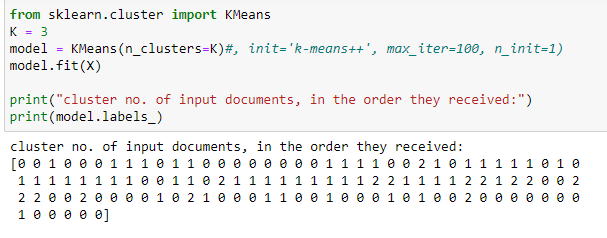 from sklearn.cluster import KMeans
K = 3
model = KMeans(n_clusters=K)#, init='k-means++', max_iter=100, n_init=1)
model.fit(X)
print("cluster no. of input documents, in the order they received:")
print(model.labels_)
cluster no. of input documents, in the order they received:
[0 0 1 0 0 0 1 1 1 0 1 1 0 0 0 0 0 0 0 0 1 1 1 1 0 0 2 1 0 1 1 1 1 1 0 1 0
 1 1 1 1 1 1 1 1 0 0 1 1 0 2 1 1 1 1 1 1 1 1 1 2 2 1 1 1 1 2 2 1 2 2 0 0 2
 2 2 0 0 2 0 0 0 0 1 0 2 1 0 0 0 1 1 0 0 1 0 0 0 1 0 1 0 0 2 0 0 0 0 0 0 0
 1 0 0 0 0 0]